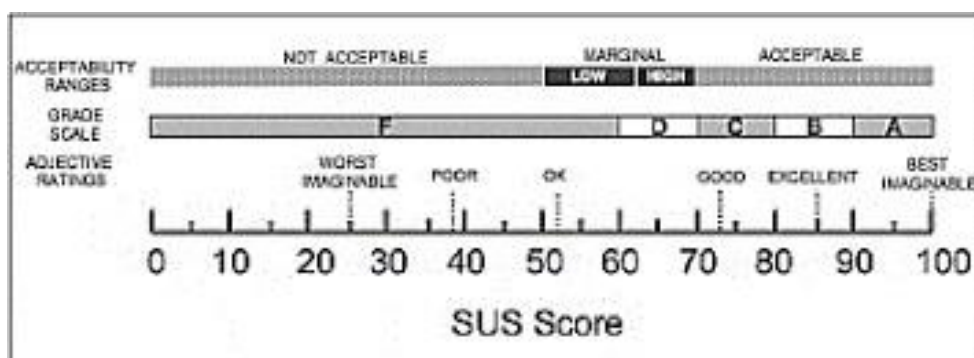 NOT ACCEPTABLE MARGINAL ACCEPTABLE
ACCEPTABILITY RANGES LOW HIGH
GRADE SCALE F D C B A
ADJECTIVE RATINGS WORST IMAGINABLE POOR OK GOOD EXCELLENT BEST IMAGINABLE
0 10 20 30 40 50 60 70 80 90 100
SUS Score